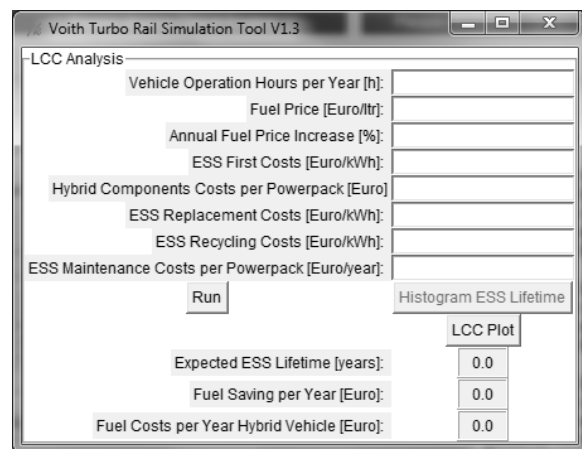 Voith Turbo Rail Simulation Tool V1.3
LCC Analysis
Vehicle Operation Hours per Year [h]:
Fuel Price [Euro/ltr]:
Annual Fuel Price Increase [%]:
ESS First Costs [Euro/kWh]:
Hybrid Components Costs per Powerpack [Euro]
ESS Replacement Costs [Euro/kWh]:
ESS Recycling Costs [Euro/kWh]:
ESS Maintenance Costs per Powerpack [Euro/year]:
Run Histogram ESS Lifetime
LCC Plot
Expected ESS Lifetime [years]: 0.0
Fuel Saving per Year [Euro]: 0.0
Fuel Costs per Year Hybrid Vehicle [Euro]: 0.0